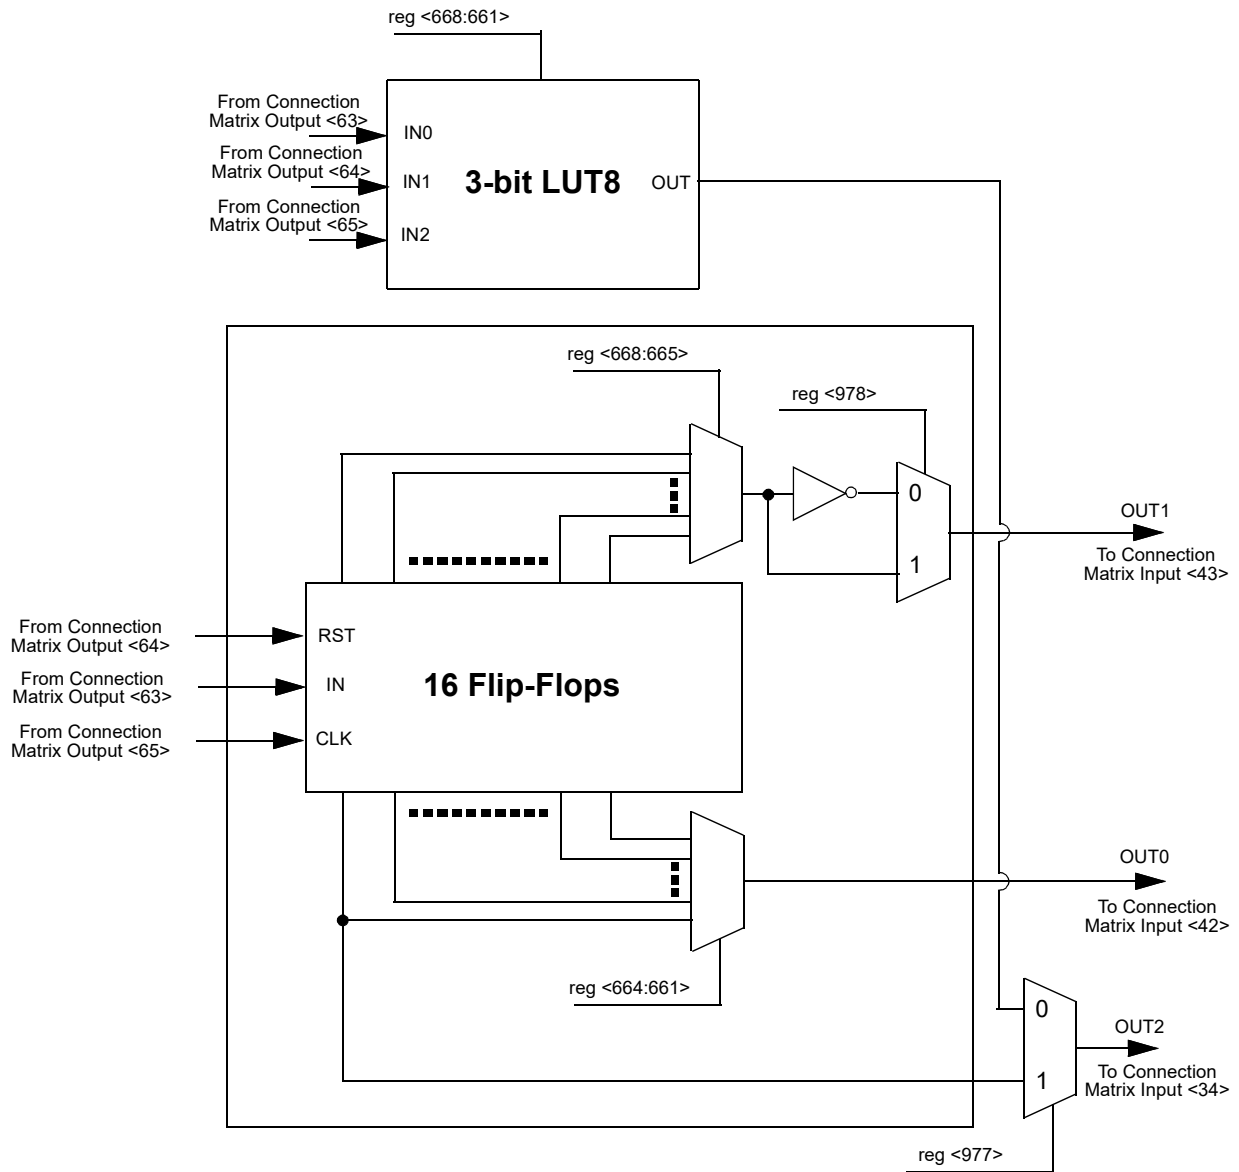 reg <668:661>
From Connection
Matrix Output <63>
IN0
From Connection
Matrix Output <64>
IN1
3-bit LUT8
OUT
From Connection
Matrix Output <65>
IN2
reg <668:665>
reg <978>
0
1
OUT1
To Connection
Matrix Input <43>
From Connection
Matrix Output <64>
RST
From Connection
Matrix Output <63>
IN
16 Flip-Flops
From Connection
Matrix Output <65>
CLK
OUT0
To Connection
Matrix Input <42>
reg <664:661>
0
1
OUT2
To Connection
Matrix Input <34>
reg <977>